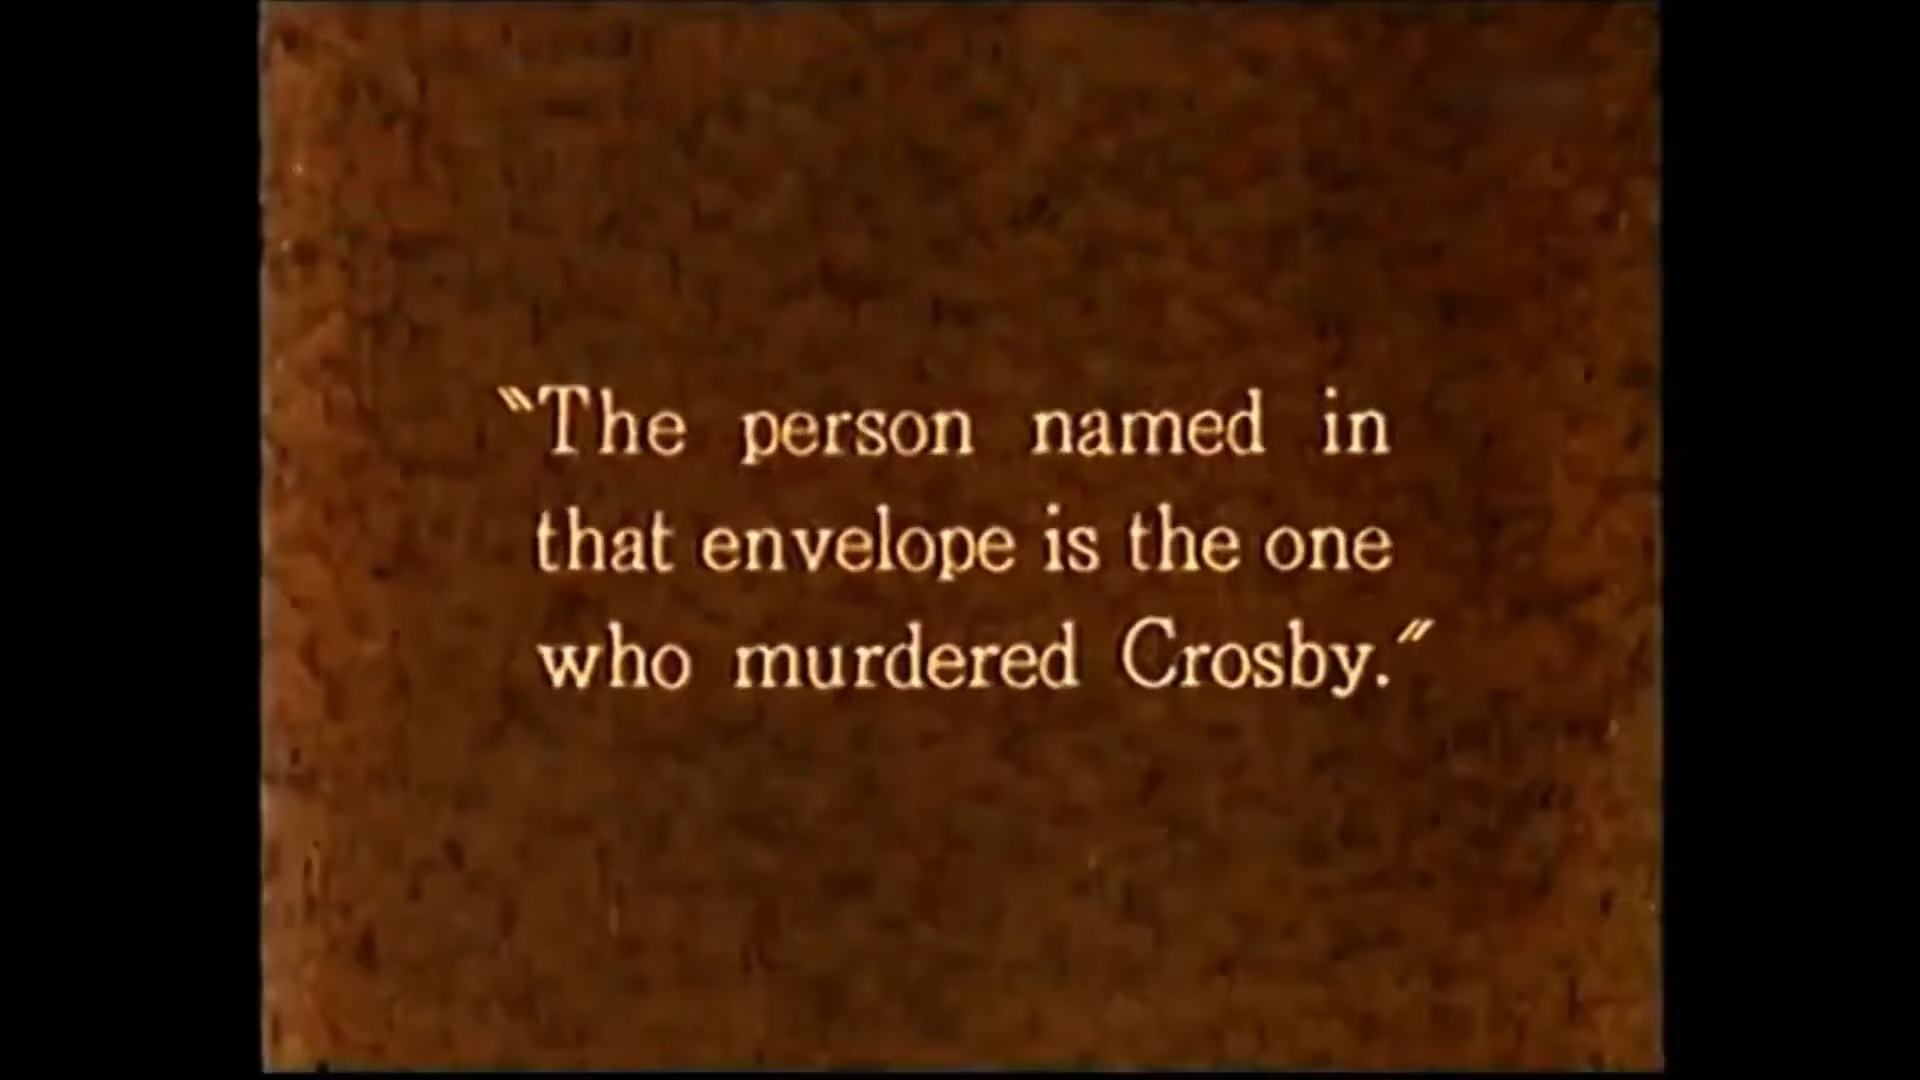 "The person named in
that envelope is the one
who murdered Crosby."